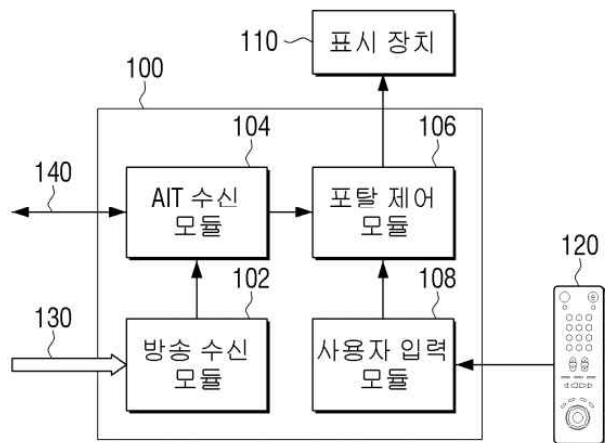 110
표시 장치
100
104
106
140
AIT 수신
모듈
포탈 제어
모듈
102
108
120
130
방송 수신
모듈
사용자 입력
모듈